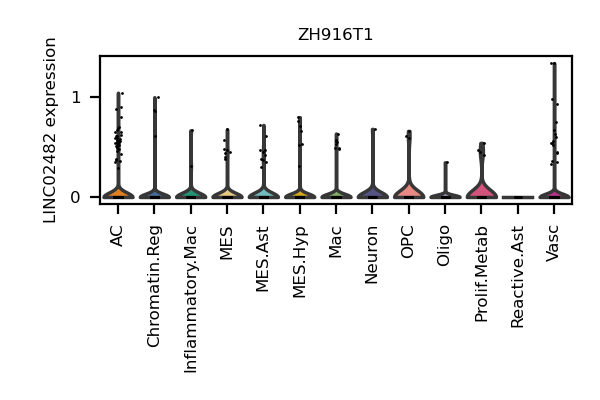 ZH916T1
LINC02482 expression
1
0
AC
Chromatin.Reg
Inflammatory.Mac
MES
MES.Ast
MES.Hyp
Mac
Neuron
OPC
Oligo
Prolif.Metab
Reactive.Ast
Vasc